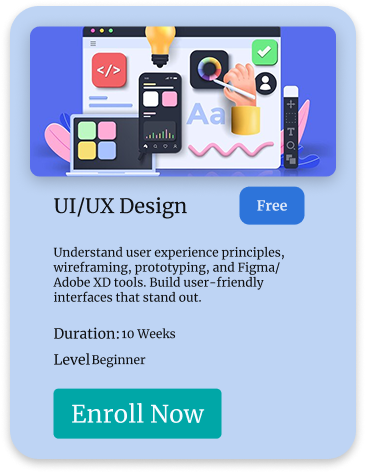 </>
Aa
T
UI/UX Design
Free
Understand user experience principles,
wireframing, prototyping, and Figma/
Adobe XD tools. Build user-friendly
interfaces that stand out.
Duration: 10 Weeks
Level Beginner
Enroll Now